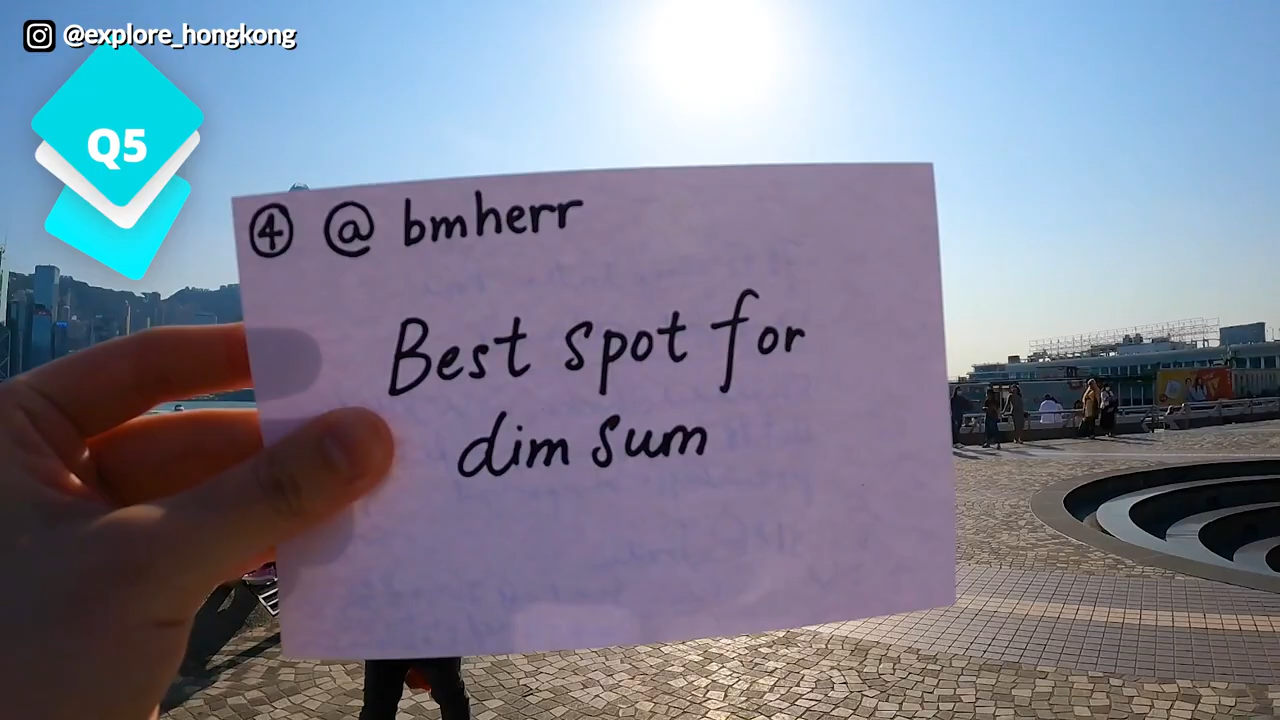 @explore_hongkong
Q5
④ @ bmherr
Best spot for
dim sum